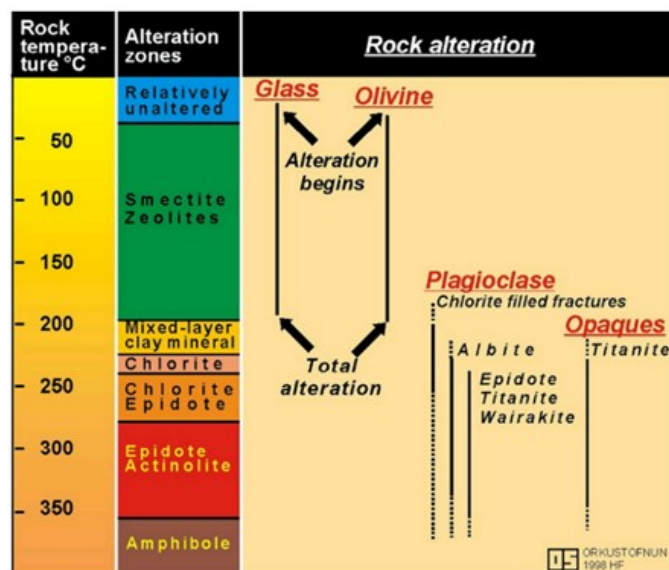 Rock
tempera-
ture °C
Alteration
zones
Rock alteration
50
100
150
200
250
300
350
Relatively
unaltered
Smectite
Zeolites
Mixed-layer
clay mineral
Chlorite
Chlorite
Epidote
Epidote
Actinolite
Amphibole
Glass
Olivine
Alteration
begins
Total
alteration
Plagioclase
Chlorite filled fractures
Albite
Epidote
Titanite
Wairakite
Opaques
Titanite
OS
ORKUSTOFNUN
1998 HF